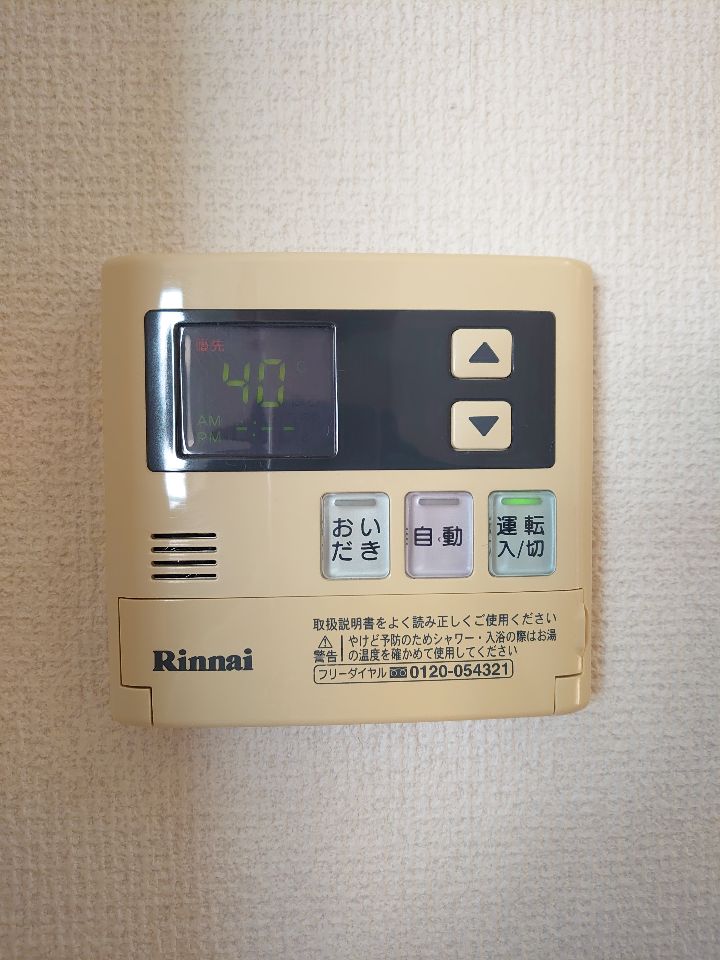 優先
40 ℃
AM
PM -:--
▲
▼
おい
だき
自動
運転
入/切
取扱説明書をよく読み正しくご使用ください
⚠ 警告 やけど予防のためシャワー・入浴の際はお湯
の温度を確かめて使用してください
フリーダイヤル 0120-054321
Rinnai